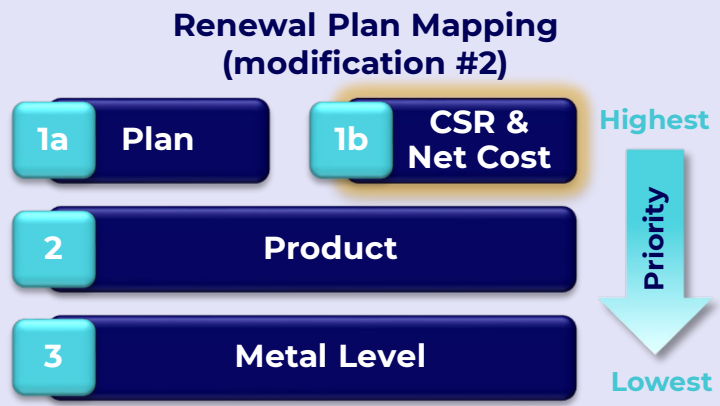 Renewal Plan Mapping
(modification #2)
1a Plan
1b CSR &
Net Cost
Highest
2 Product
Priority
3 Metal Level
Lowest